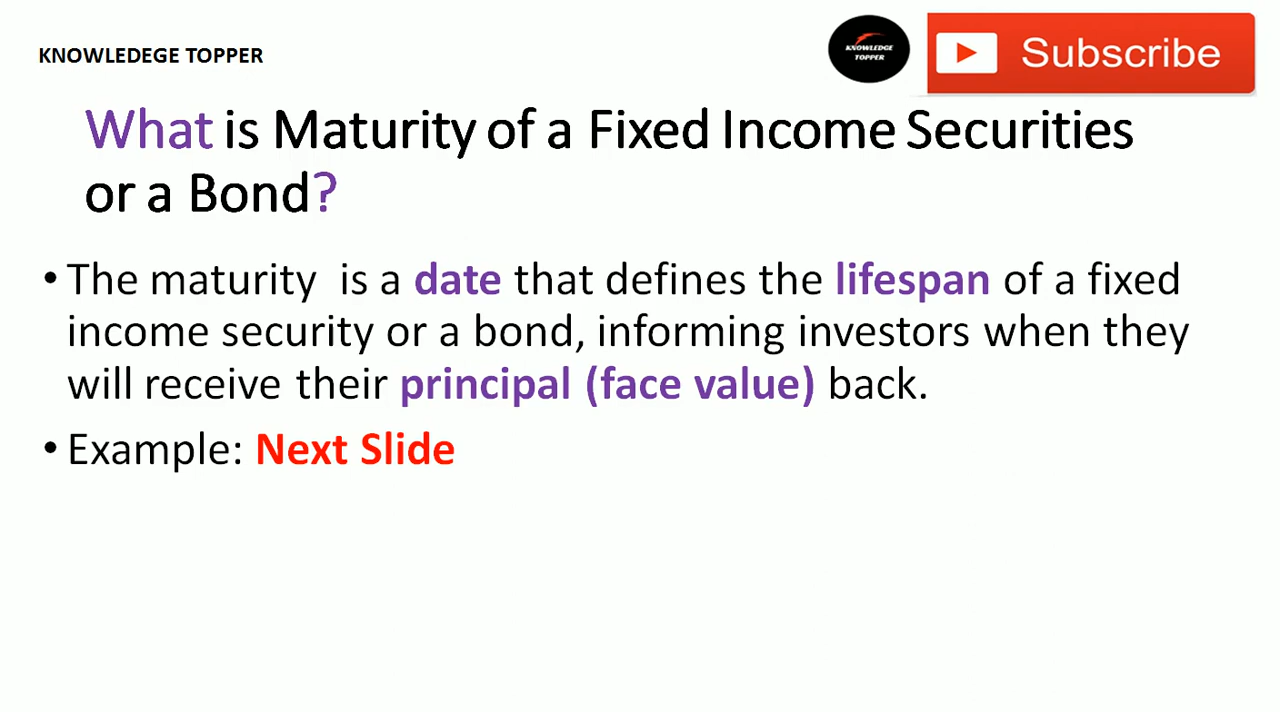 KNOWLEDEGE TOPPER
KNOWLEDGE
TOPPER
Subscribe
What is Maturity of a Fixed Income Securities
or a Bond?
• The maturity is a date that defines the lifespan of a fixed
income security or a bond, informing investors when they
will receive their principal (face value) back.
• Example: Next Slide